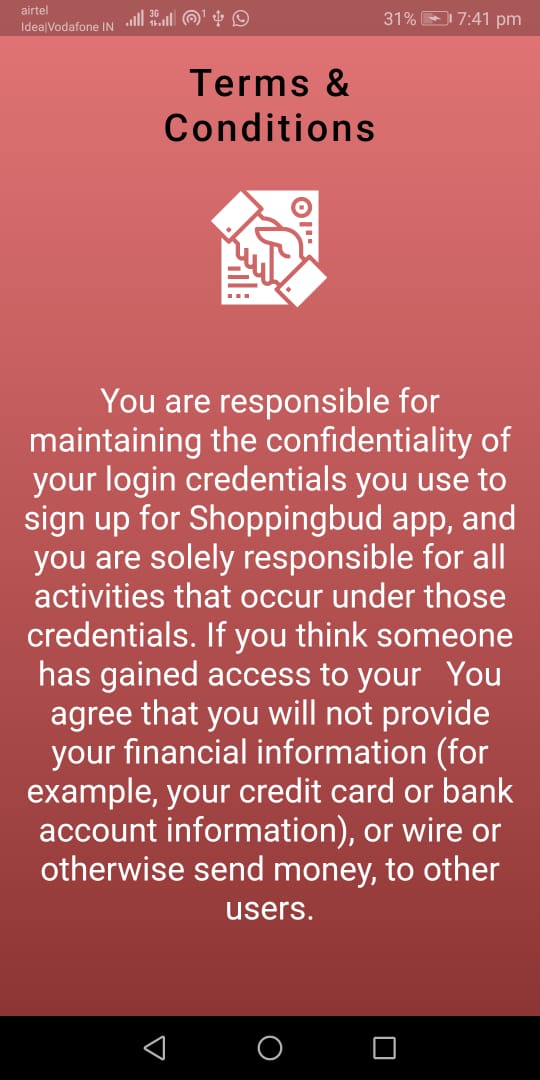 airtel
Idea|Vodafone IN 3G 1 31% 7:41 pm
Terms &
Conditions
You are responsible for
maintaining the confidentiality of
your login credentials you use to
sign up for Shoppingbud app, and
you are solely responsible for all
activities that occur under those
credentials. If you think someone
has gained access to your   You
agree that you will not provide
your financial information (for
example, your credit card or bank
account information), or wire or
otherwise send money, to other
users.